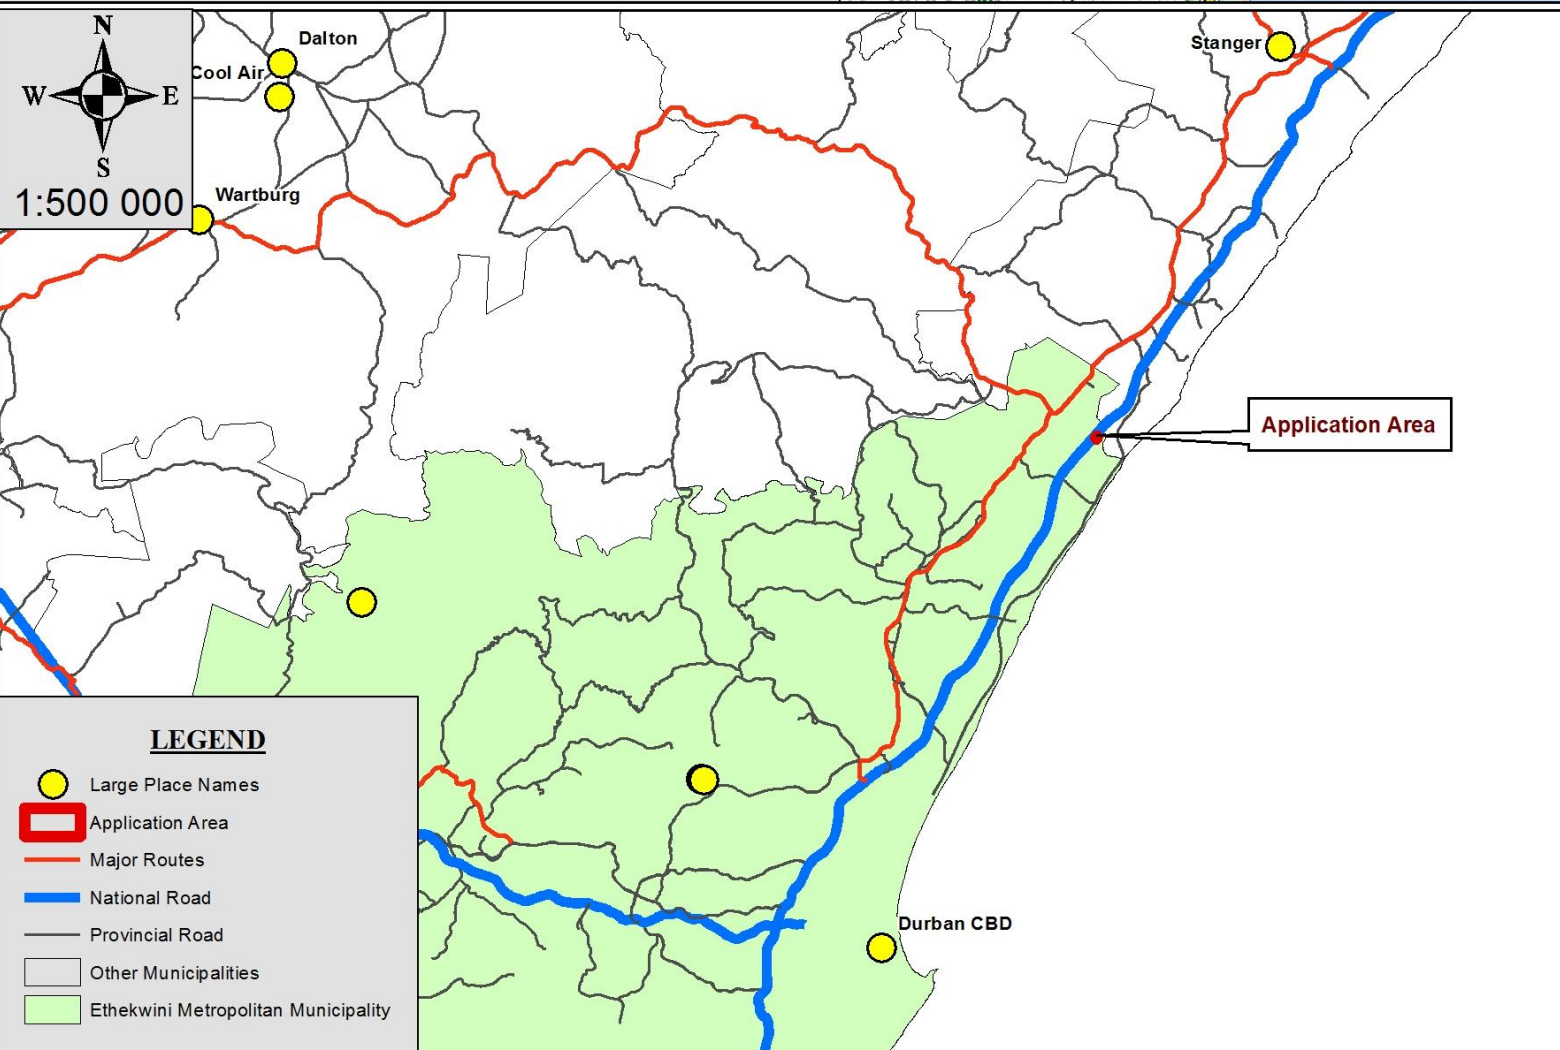 N
W E
S
1:500 000
Dalton
Cool Air
Wartburg
Stanger
Application Area
Durban CBD
LEGEND
Large Place Names
Application Area
Major Routes
National Road
Provincial Road
Other Municipalities
Ethekwini Metropolitan Municipality